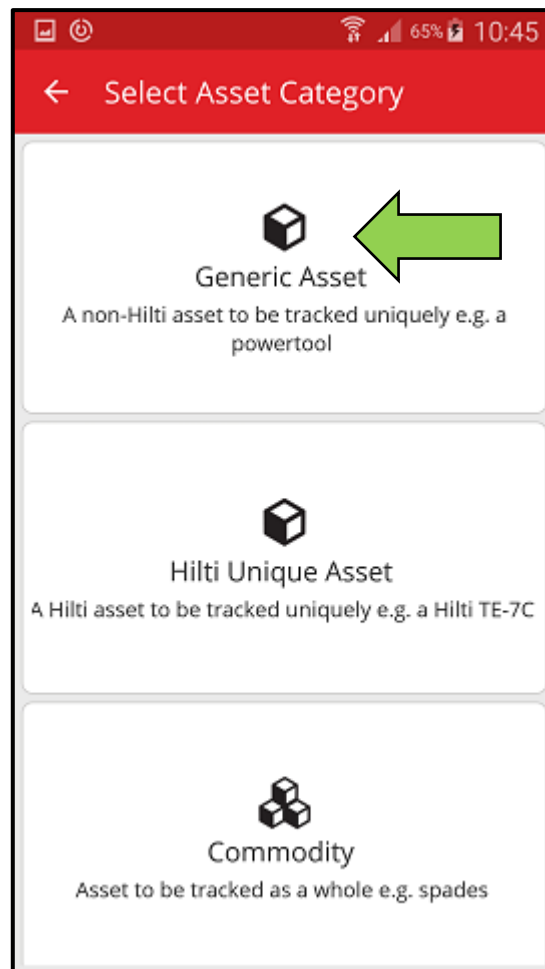 65% 10:45
Select Asset Category
Generic Asset
A non-Hilti asset to be tracked uniquely e.g. a
powertool
Hilti Unique Asset
A Hilti asset to be tracked uniquely e.g. a Hilti TE-7C
Commodity
Asset to be tracked as a whole e.g. spades